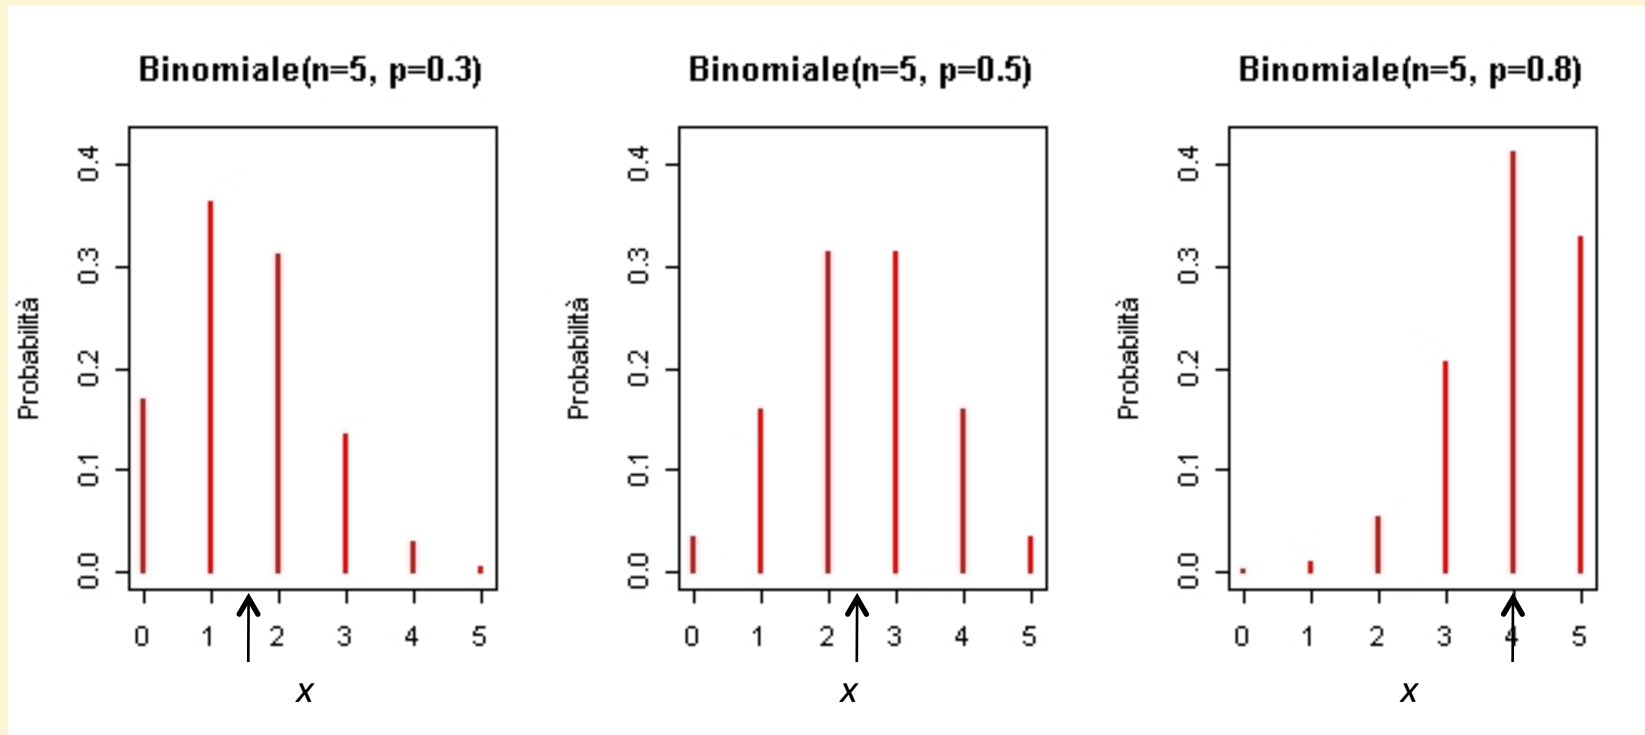 Binomiale(n=5, p=0.3)
Probabilità
0.4
0.3
0.2
0.1
0.0
0 1 2 3 4 5
x
Binomiale(n=5, p=0.5)
Probabilità
0.4
0.3
0.2
0.1
0.0
0 1 2 3 4 5
x
Binomiale(n=5, p=0.8)
Probabilità
0.4
0.3
0.2
0.1
0.0
0 1 2 3 4 5
x